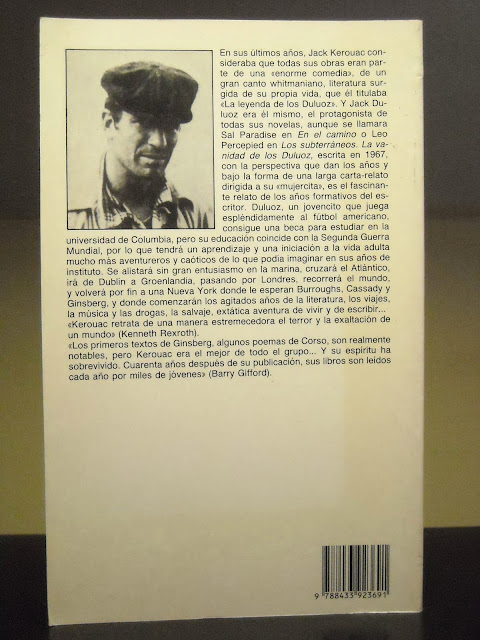 En sus últimos años, Jack Kerouac con-
sideraba que todas sus obras eran par-
te de una «enorme comedia», de un
gran canto whitmaniano, literatura sur-
gida de su propia vida, que él titulaba
«La leyenda de los Duluoz». Y Jack Du-
luoz era él mismo, el protagonista de
todas sus novelas, aunque se llamara
Sal Paradise en En el camino o Leo
Percepied en Los subterráneos. La va-
nidad de los Duluoz, escrita en 1967,
con la perspectiva que dan los años y
bajo la forma de una larga carta-relato
dirigida a su «mujercita», es el fascinan-
te relato de los años formativos del es-
critor. Duluoz, un jovencito que juega
espléndidamente al fútbol americano,
consigue una beca para estudiar en la
universidad de Columbia, pero su educación coincide con la Segunda Guerra
Mundial, por lo que tendrá un aprendizaje y una iniciación a la vida adulta
mucho más aventureros y caóticos de lo que podía imaginar en sus años de
instituto. Se alistará sin gran entusiasmo en la marina, cruzará el Atlántico,
irá de Dublín a Groenlandia, pasando por Londres, recorrerá el mundo,
y volverá por fin a una Nueva York donde le esperan Burroughs, Cassady y
Ginsberg, y donde comenzarán los agitados años de la literatura, los viajes,
la música y las drogas, la salvaje, extática aventura de vivir y de escribir...
«Kerouac retrata de una manera estremecedora el terror y la exaltación de
un mundo» (Kenneth Rexroth).
«Los primeros textos de Ginsberg, algunos poemas de Corso, son realmente
notables, pero Kerouac era el mejor de todo el grupo... Y su espíritu ha
sobrevivido. Cuarenta años después de su publicación, sus libros son leídos
cada año por miles de jóvenes» (Barry Gifford).
9 788433 923691